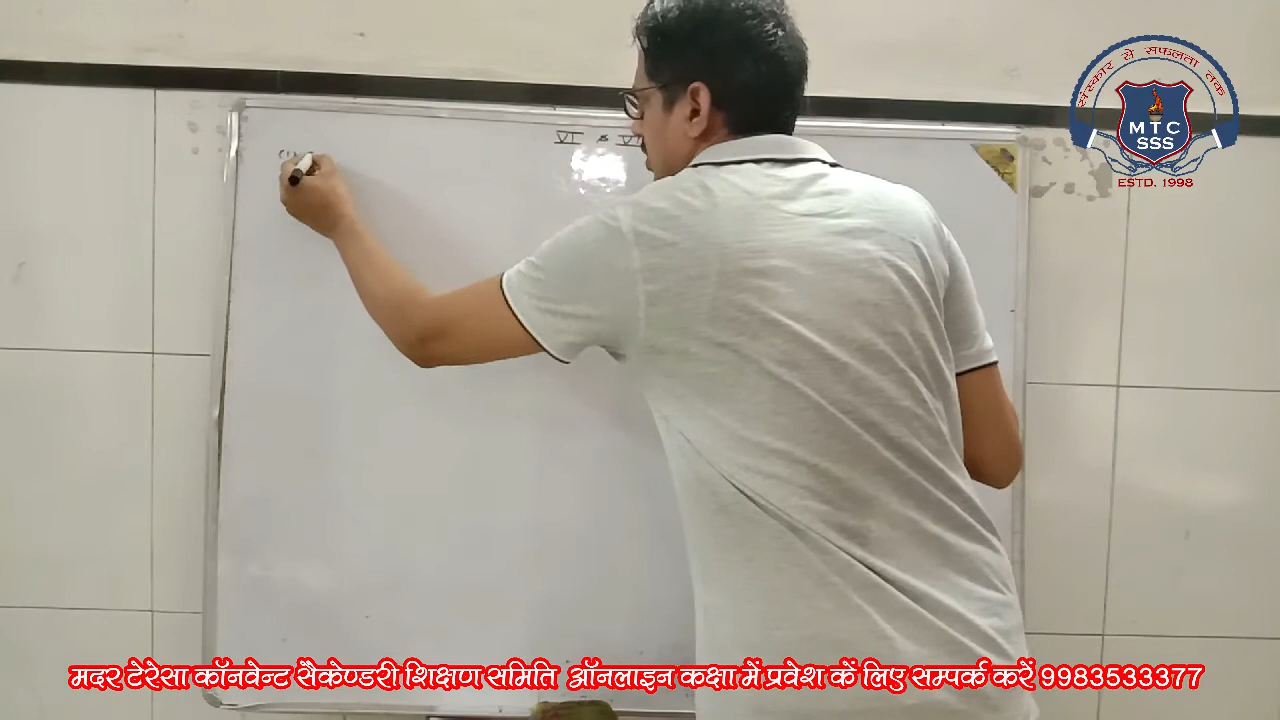 संस्कार से सफलता तक
MTC
SSS
ESTD. 1998
VI &
मदर टेरेसा कॉनवेन्ट सैकेण्डरी शिक्षण समिति ऑनलाइन कक्षा में प्रवेश कें लिए सम्पर्क करें 9983533377